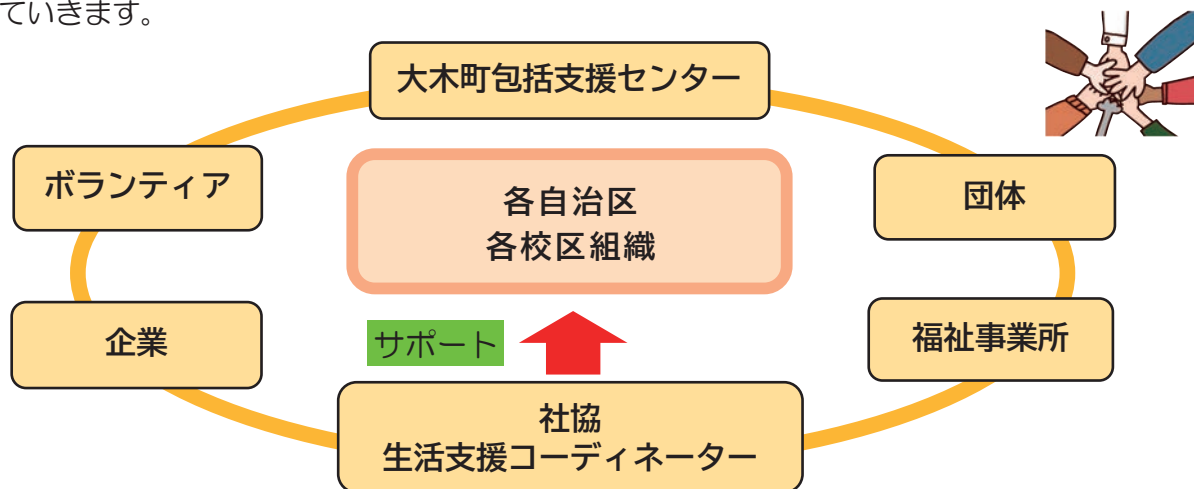 ていきます。
大木町包括支援センター
ボランティア
各自治区
各校区組織
団体
企業
サポート
福祉事業所
社協
生活支援コーディネーター